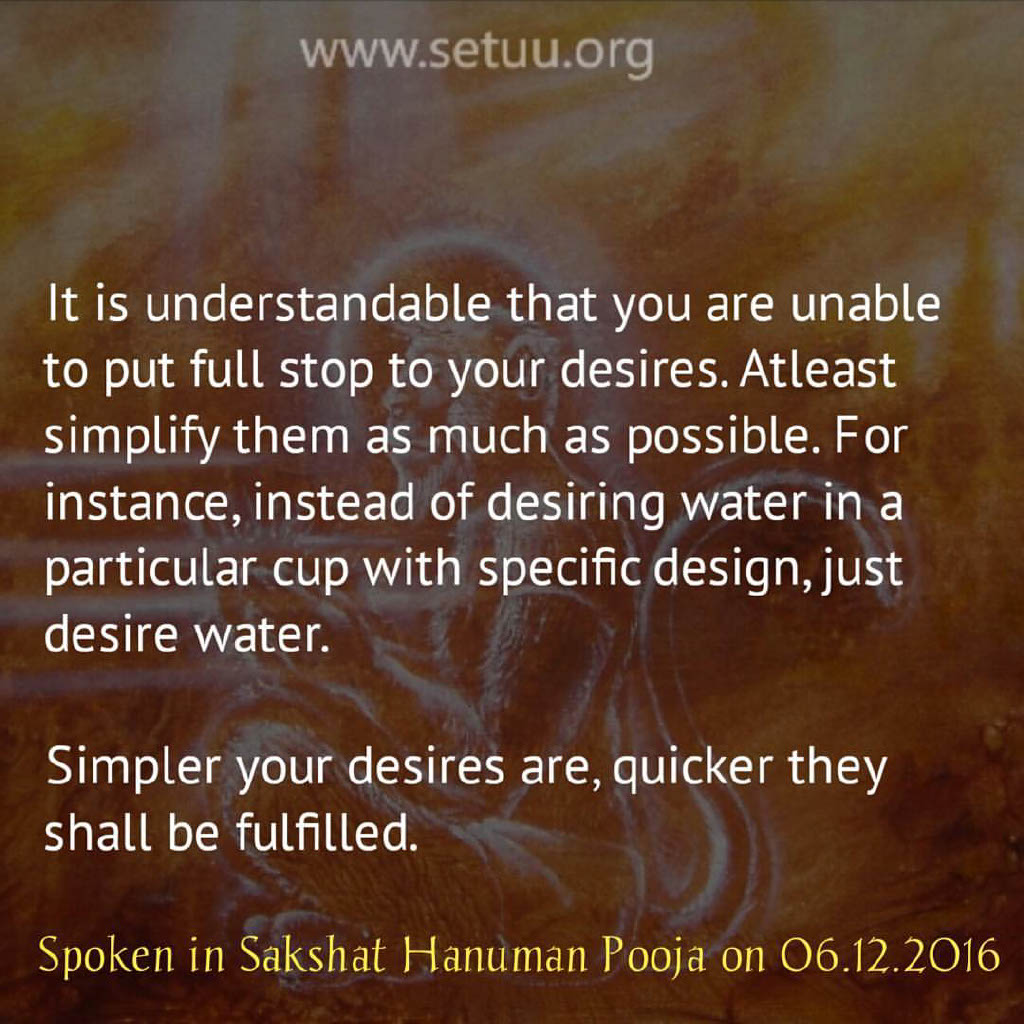 www.setuu.org
It is understandable that you are unable
to put full stop to your desires. Atleast
simplify them as much as possible. For
instance, instead of desiring water in a
particular cup with specific design, just
desire water.
Simpler your desires are, quicker they
shall be fulfilled.
Spoken in Sakshat Hanuman Pooja on 06.12.2016